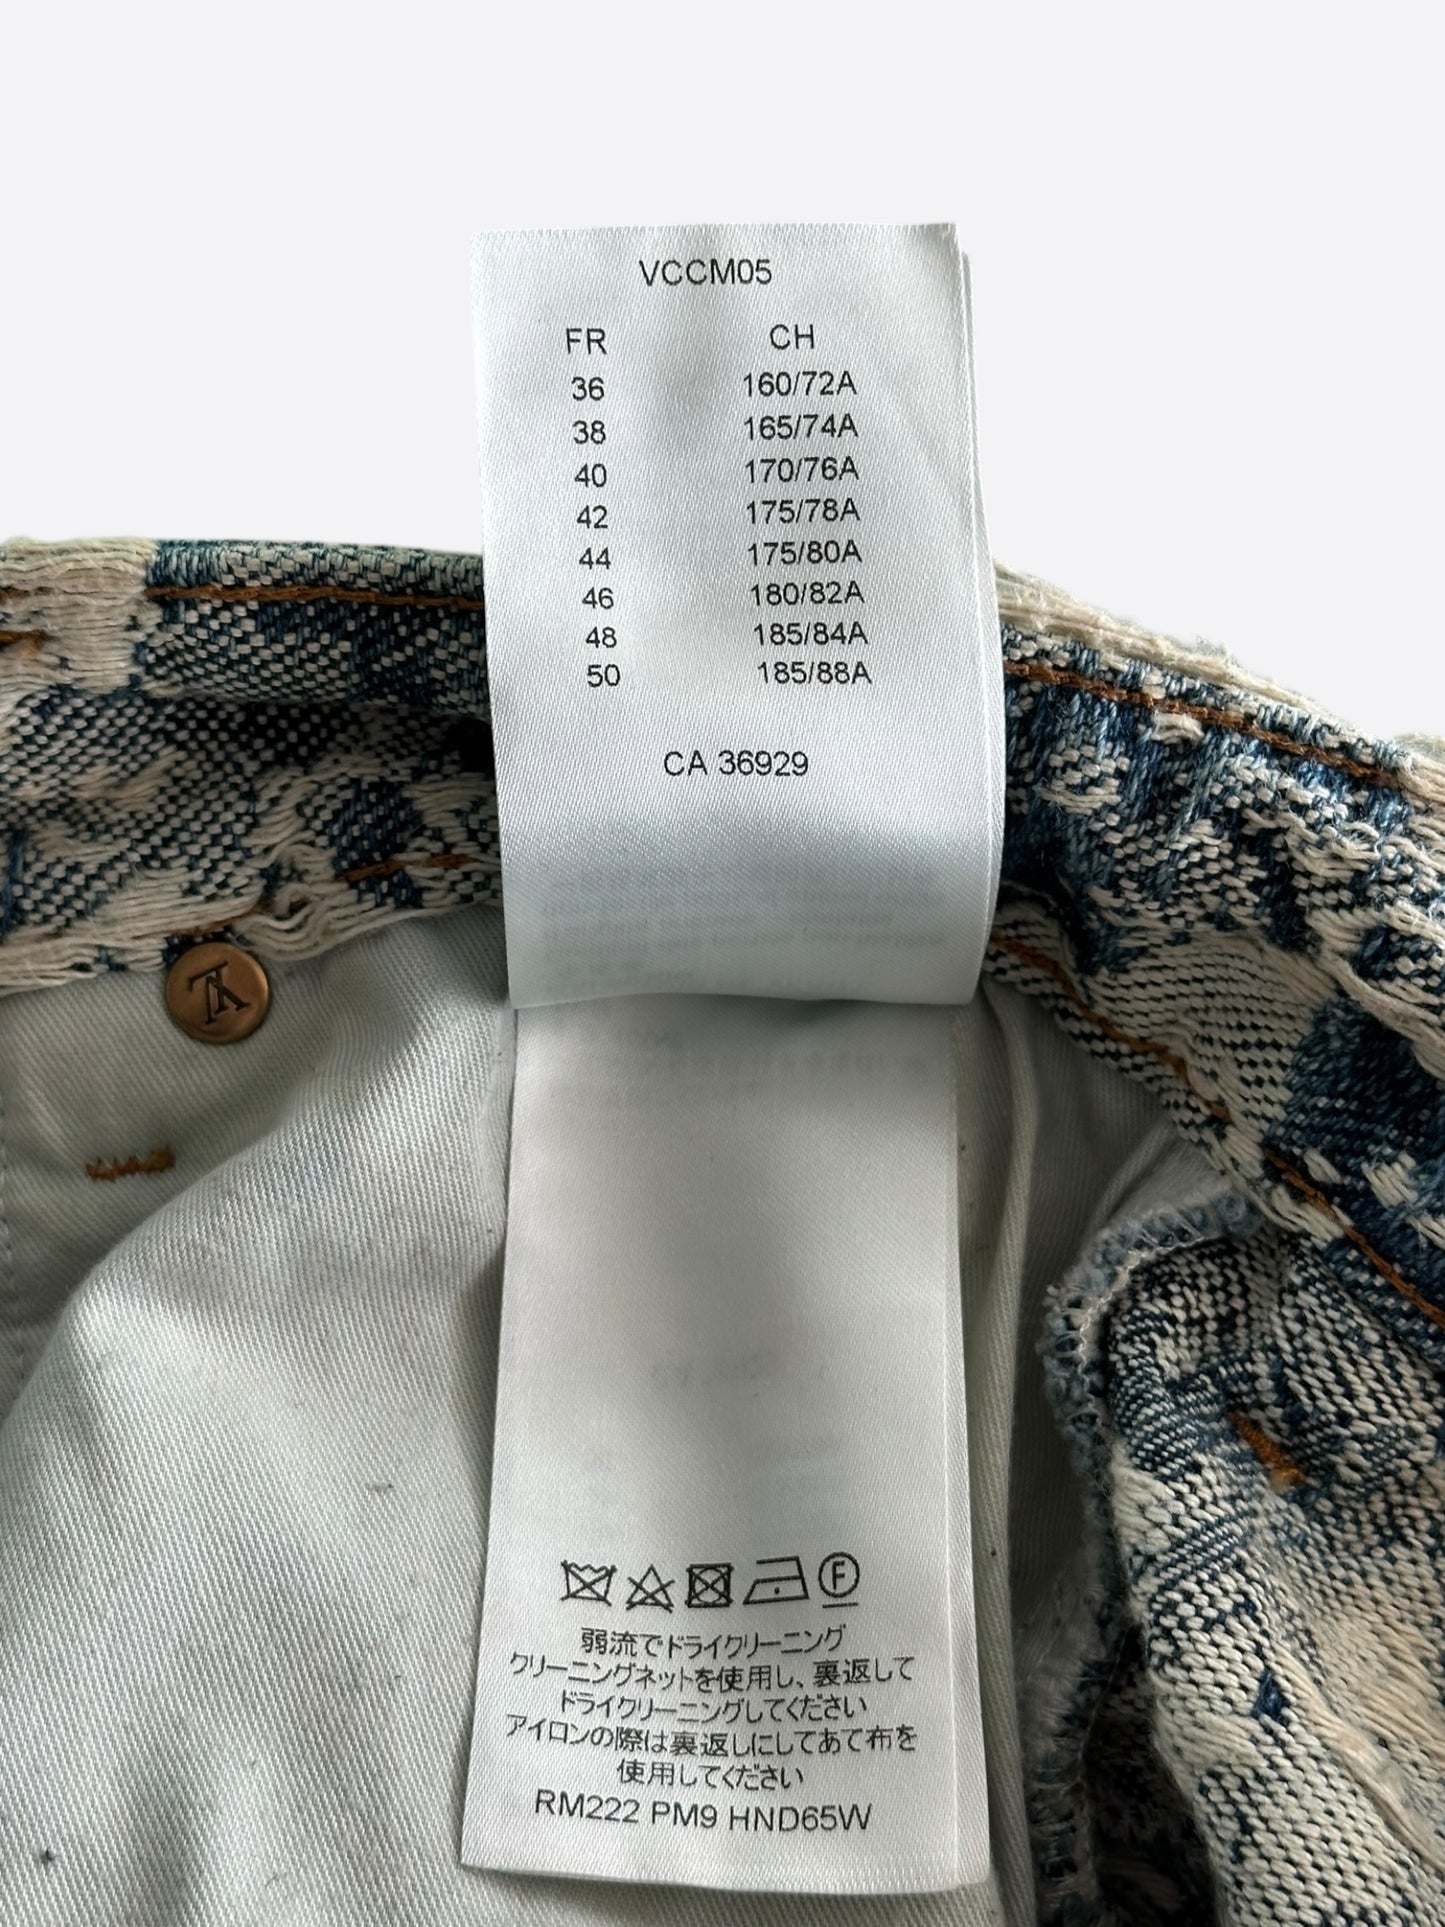 VCCM05
FR CH
36 160/72A
38 165/74A
40 170/76A
42 175/78A
44 175/80A
46 180/82A
48 185/84A
50 185/88A
CA 36929
LV
F
弱流でドライクリーニング
クリーニングネットを使用し、裏返して
ドライクリーニングしてください
アイロンの際は裏返しにしてあて布を
使用してください
RM222 PM9 HND65W